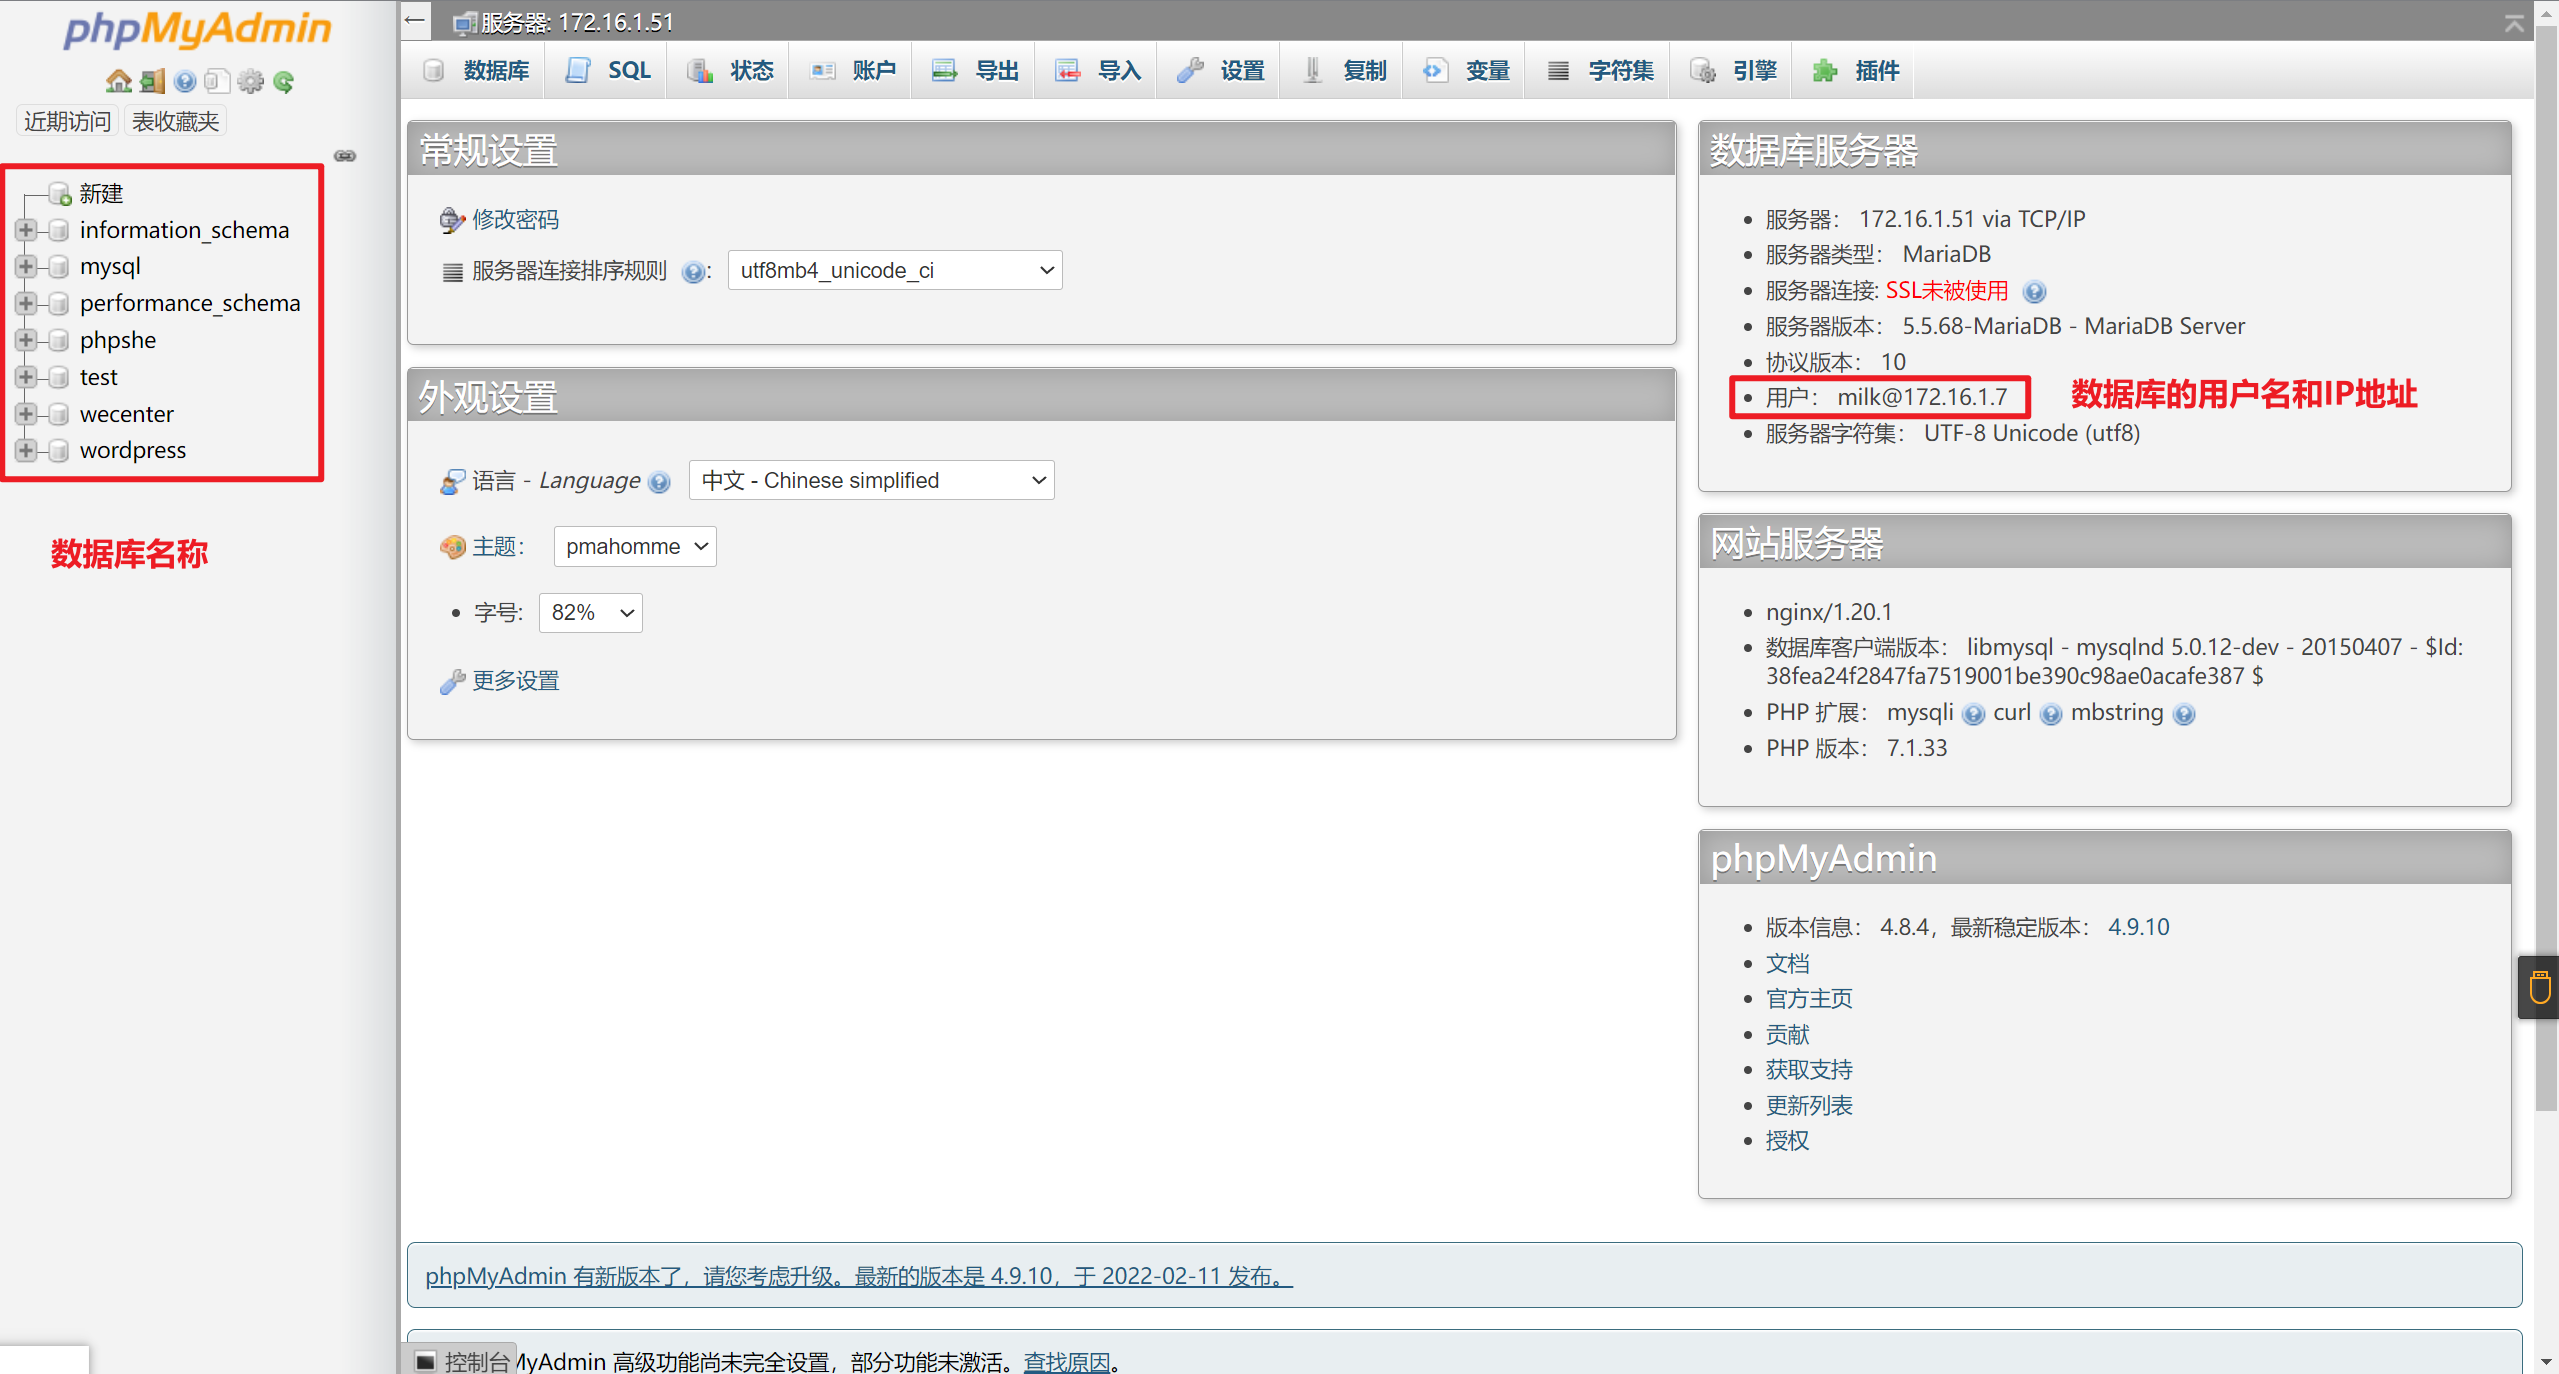 phpMyAdmin
近期访问 表收藏夹
新建
information_schema
mysql
performance_schema
phpshe
test
wecenter
wordpress
数据库名称
服务器: 172.16.1.51
数据库 SQL 状态 账户 导出 导入 设置 复制 变量 字符集 引擎 插件
常规设置
修改密码
服务器连接排序规则 : utf8mb4_unicode_ci
外观设置
语言 - Language 中文 - Chinese simplified
主题： pmahomme
字号: 82%
更多设置
数据库服务器
服务器： 172.16.1.51 via TCP/IP
服务器类型： MariaDB
服务器连接: SSL未被使用
服务器版本： 5.5.68-MariaDB - MariaDB Server
协议版本： 10
用户： milk@172.16.1.7 数据库的用户名和IP地址
服务器字符集： UTF-8 Unicode (utf8)
网站服务器
nginx/1.20.1
数据库客户端版本： libmysql - mysqlnd 5.0.12-dev - 20150407 - $Id:
38fea24f2847fa7519001be390c98ae0acafe387 $
PHP 扩展： mysqli curl mbstring
PHP 版本： 7.1.33
phpMyAdmin
版本信息： 4.8.4，最新稳定版本： 4.9.10
文档
官方主页
贡献
获取支持
更新列表
授权
phpMyAdmin 有新版本了，请您考虑升级。最新的版本是 4.9.10，于 2022-02-11 发布。
控制台 MyAdmin 高级功能尚未完全设置，部分功能未激活。查找原因。